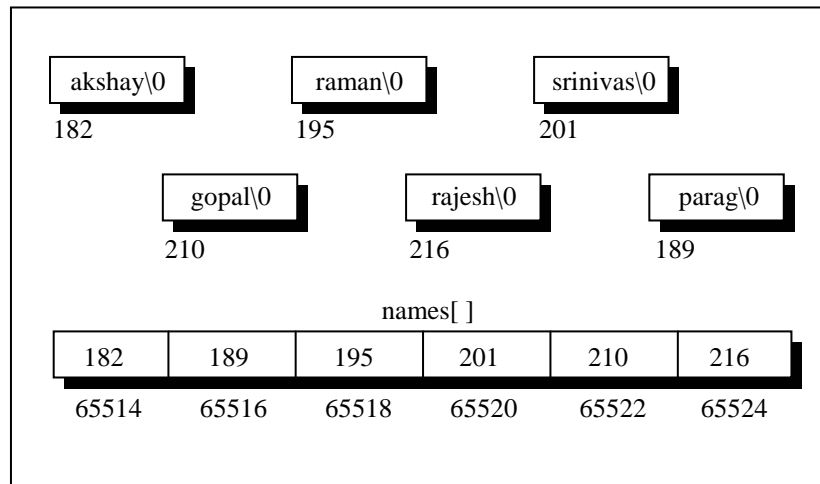 akshay\0 raman\0 srinivas\0
182 195 201
gopal\0 rajesh\0 parag\0
210 216 189
names[ ]
182 189 195 201 210 216
65514 65516 65518 65520 65522 65524